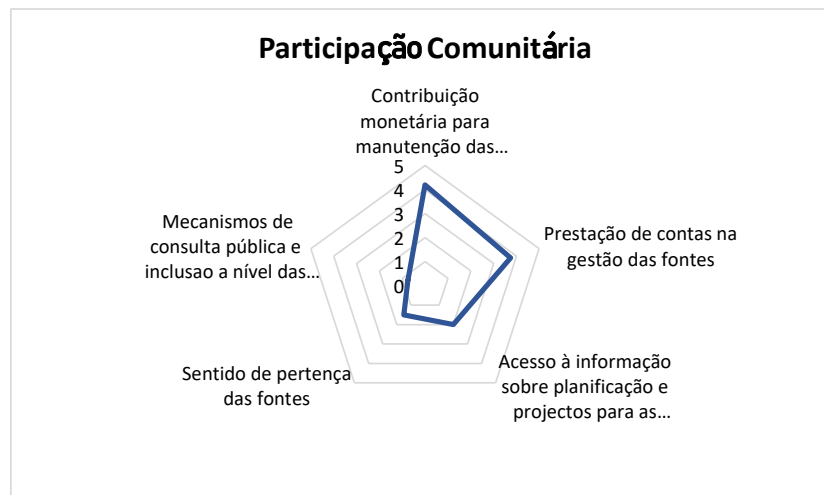 Participação Comunitária
Contribuição
monetária para
manutenção das...
5
4
3
2
1
0
Prestação de contas na
gestão das fontes
Acesso à informação
sobre planificação e
projectos para as...
Sentido de pertença
das fontes
Mecanismos de
consulta pública e
inclusao a nível das...